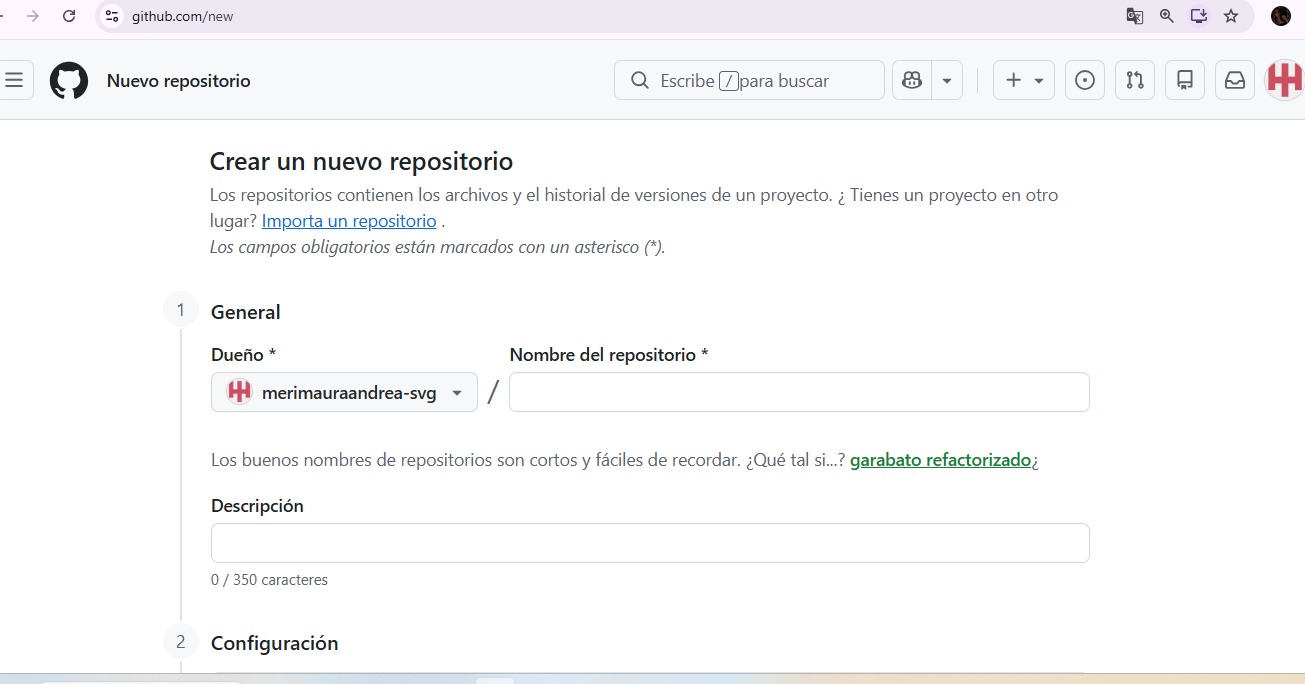 github.com/new
Nuevo repositorio
Escribe / para buscar
Crear un nuevo repositorio
Los repositorios contienen los archivos y el historial de versiones de un proyecto. ¿ Tienes un proyecto en otro
lugar? Importa un repositorio .
Los campos obligatorios están marcados con un asterisco (*).
1 General
Dueño * Nombre del repositorio *
merimauraandrea-svg /
Los buenos nombres de repositorios son cortos y fáciles de recordar. ¿Qué tal si...? garabato refactorizado¿
Descripción
0 / 350 caracteres
2 Configuración